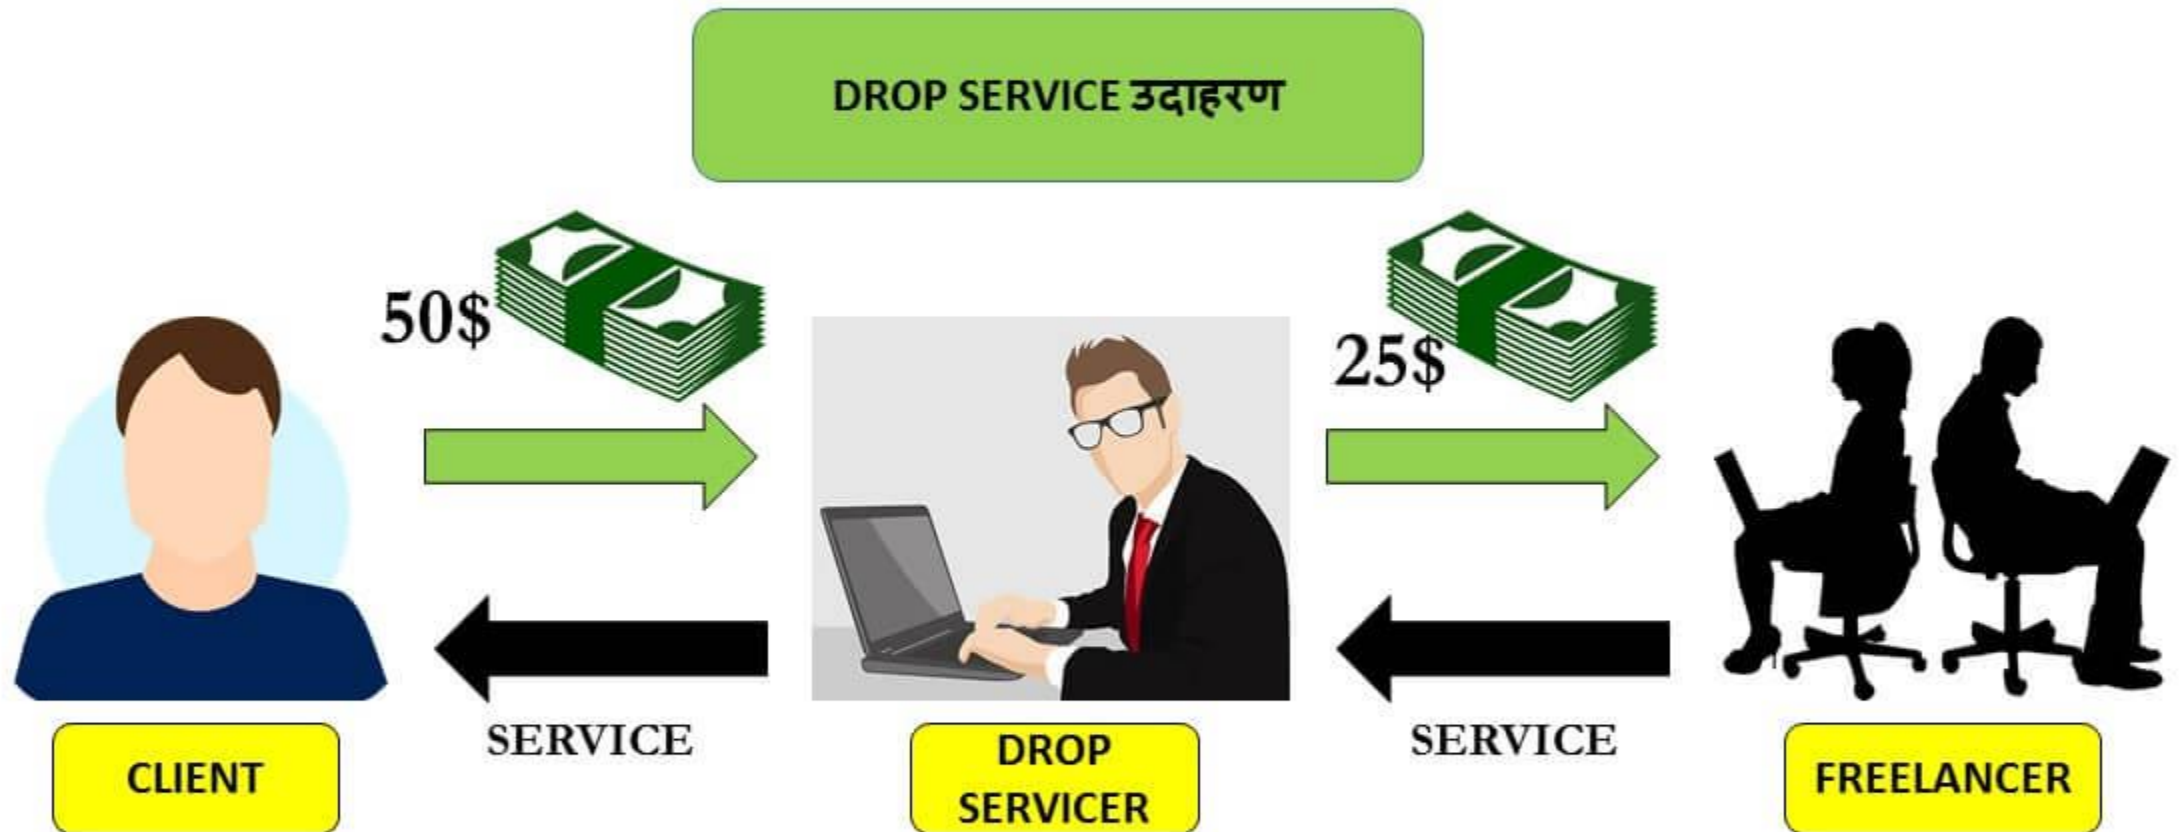 DROP SERVICE उदाहरण
50$
25$
SERVICE
SERVICE
CLIENT
DROP
SERVICER
FREELANCER